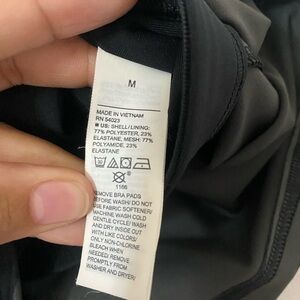 M
MADE IN VIETNAM
RN 54023
US: SHELL/LINING:
77% POLYESTER, 23%
ELASTANE, MESH: 77%
POLYAMIDE, 23%
ELASTANE
1166
REMOVE BRA PADS
BEFORE WASH/ DO NOT
USE FABRIC SOFTENER/
MACHINE WASH COLD
GENTLE CYCLE/ WASH
AND DRY INSIDE OUT
WITH LIKE COLORS/
ONLY NON-CHLORINE
BLEACH WHEN
NEEDED/ REMOVE
PROMPTLY FROM
WASHER AND DRYER/